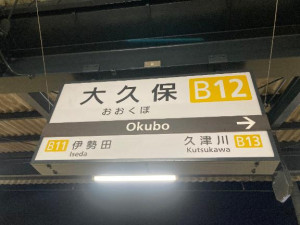 大久保 B12
おおくぼ
Okubo →
B11 伊勢田 久津川 B13
Iseda Kutsukawa